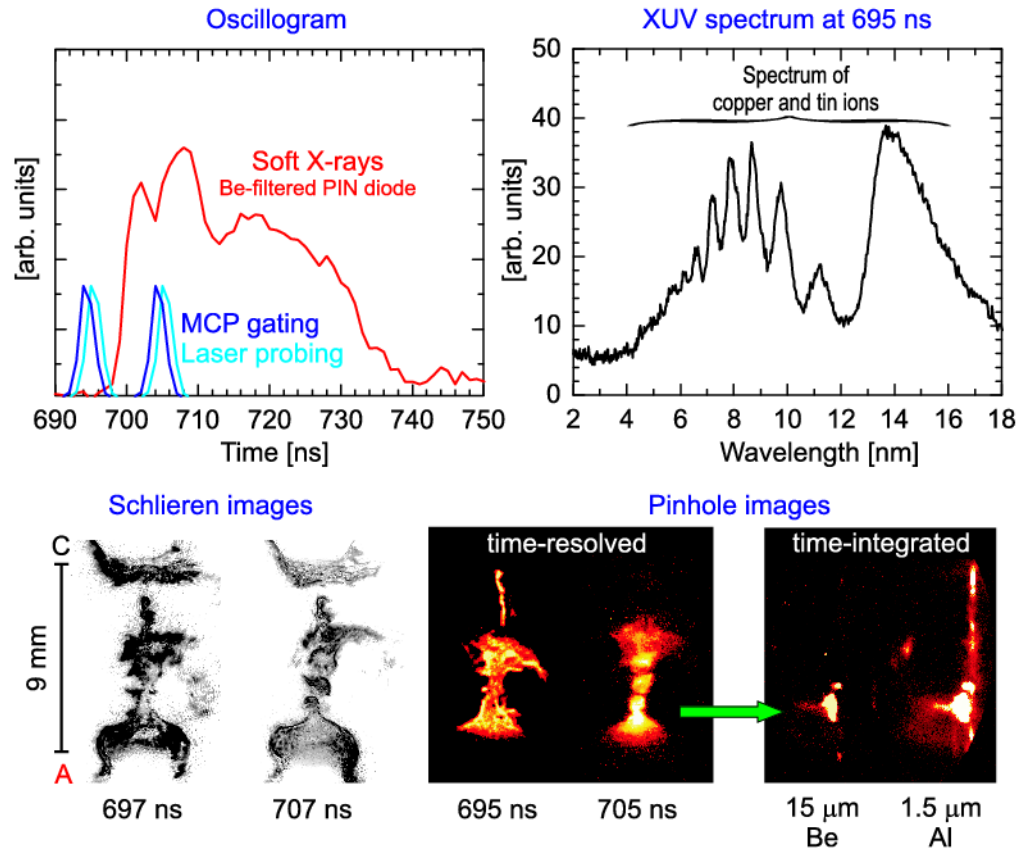 Oscillogram
XUV spectrum at 695 ns
[arb. units]
Soft X-rays
Be-filtered PIN diode
MCP gating
Laser probing
690 700 710 720 730 740 750
Time [ns]
[arb. units]
50
40
30
20
10
0
Spectrum of
copper and tin ions
2 4 6 8 10 12 14 16 18
Wavelength [nm]
Schlieren images
C
9 mm
A
697 ns
707 ns
Pinhole images
time-resolved
time-integrated
695 ns
705 ns
15 μm
Be
1.5 μm
Al